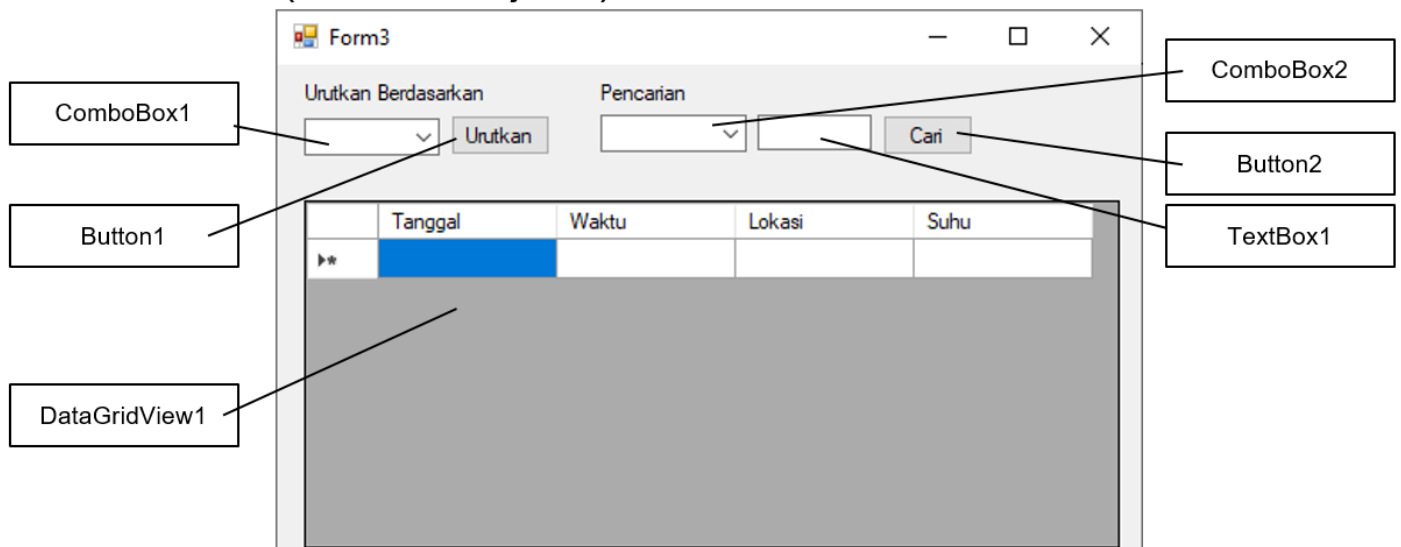 Form3
ComboBox2
Urutkan Berdasarkan
Pencarian
ComboBox1
Urutkan
Cari
Button2
Tanggal
Waktu
Lokasi
Suhu
Button1
TextBox1
DataGridView1